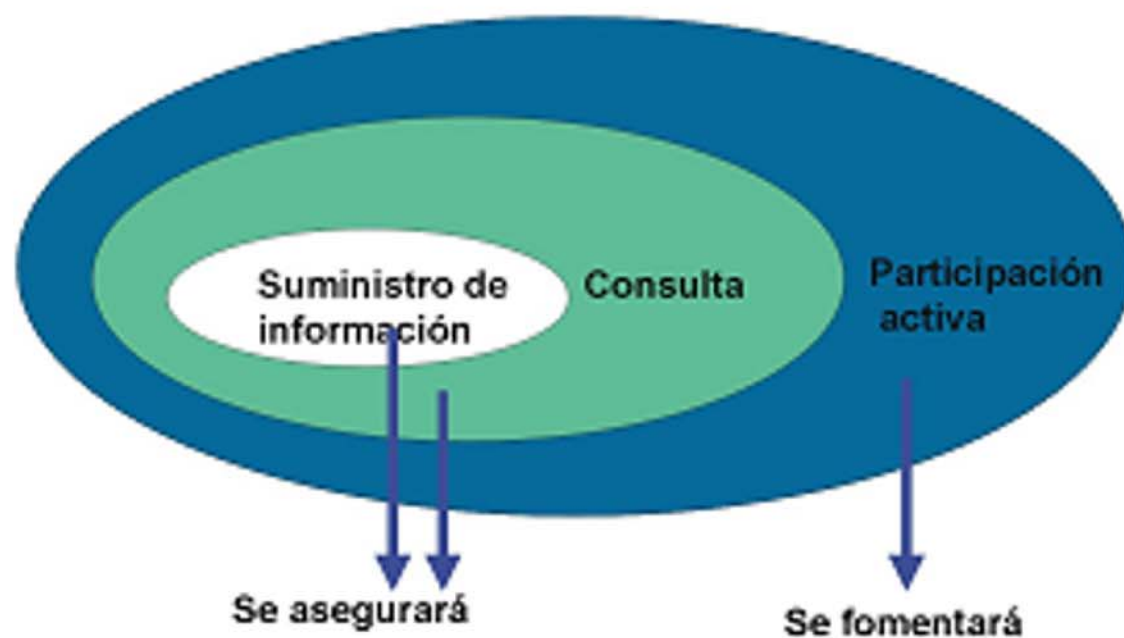 Suministro de
información
Consulta
Participación
activa
Se asegurará
Se fomentará